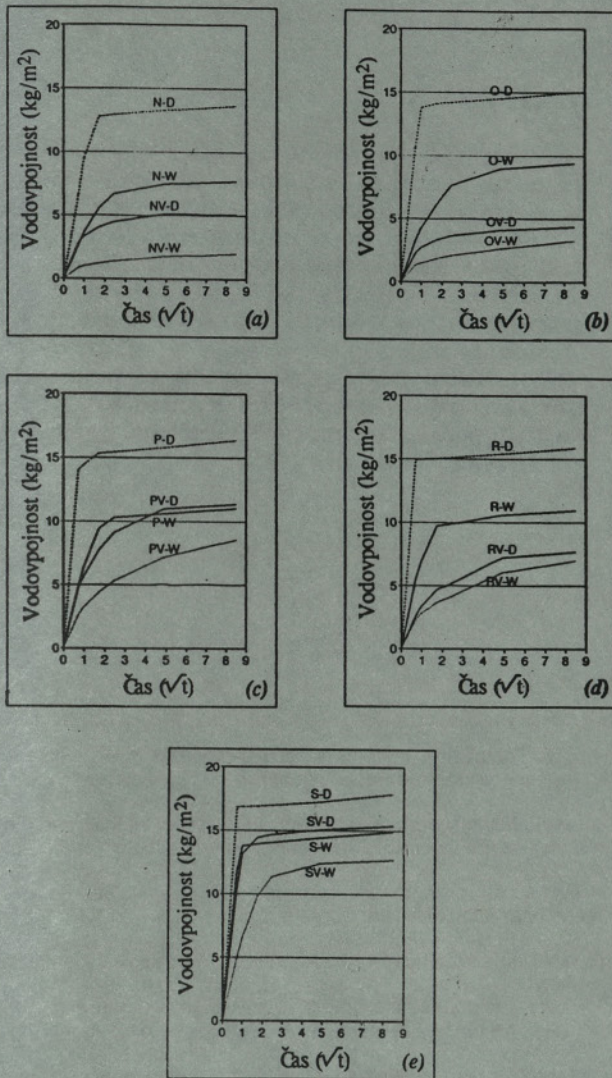 Vodovpojnost (kg/m2)
20
15
10
5
0
N-D
N-W
NV-D
NV-W
0 1 2 3 4 5 6 7 8 9
Čas (√t)
(a)
Vodovpojnost (kg/m2)
20
15
10
5
0
O-D
O-W
OV-D
OV-W
0 1 2 3 4 5 6 7 8 9
Čas (√t)
(b)
Vodovpojnost (kg/m2)
20
15
10
5
0
P-D
PV-D
P-W
PV-W
0 1 2 3 4 5 6 7 8 9
Čas (√t)
(c)
Vodovpojnost (kg/m2)
20
15
10
5
0
R-D
R-W
RV-D
RV-W
0 1 2 3 4 5 6 7 8 9
Čas (√t)
(d)
Vodovpojnost (kg/m2)
20
15
10
5
0
S-D
SV-D
S-W
SV-W
0 1 2 3 4 5 6 7 8 9
Čas (√t)
(e)